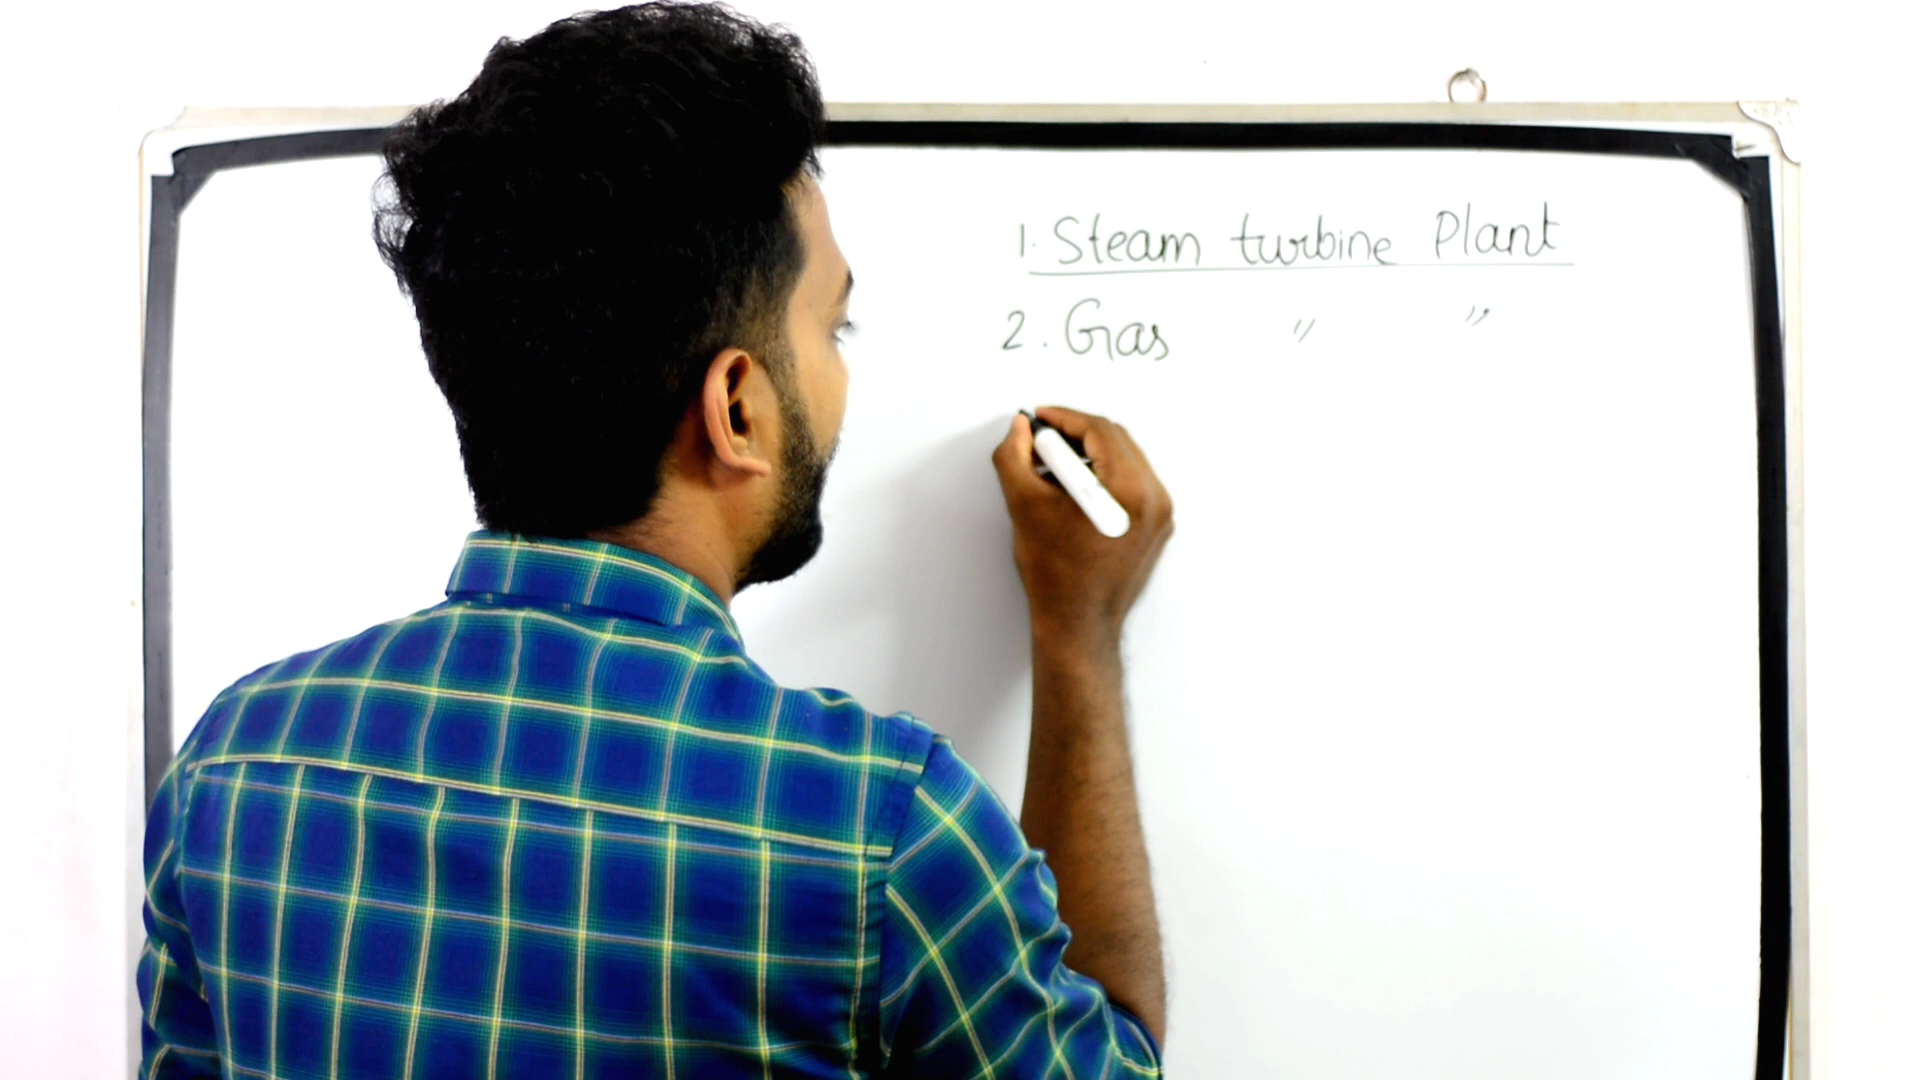 1. Steam turbine Plant
2. Gas " "